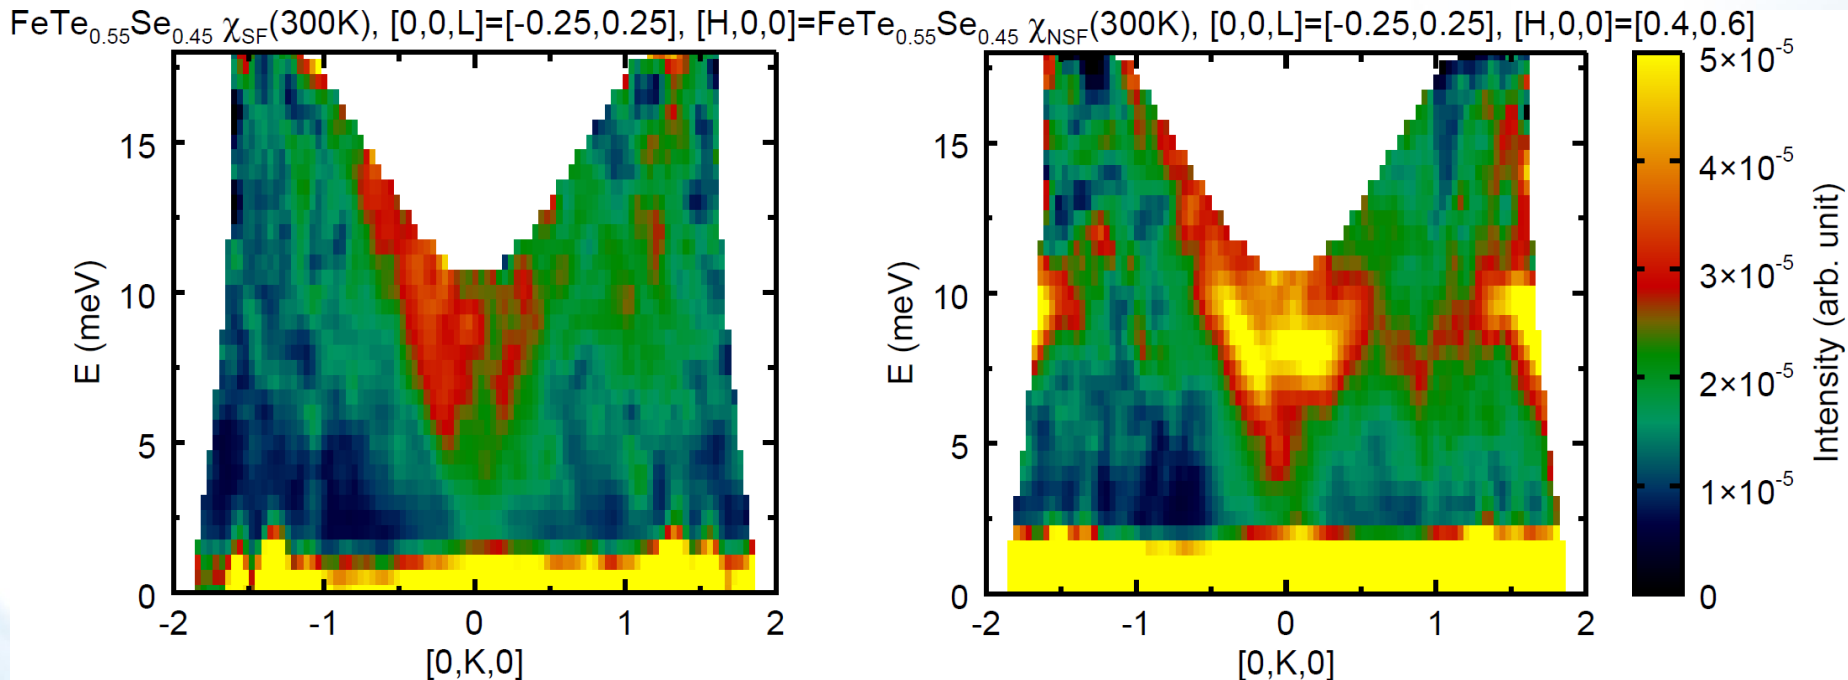 FeTe0.55Se0.45 χSF(300K), [0,0,L]=[-0.25,0.25], [H,0,0]=FeTe0.55Se0.45 χNSF(300K), [0,0,L]=[-0.25,0.25], [H,0,0]=[0.4,0.6]
E (meV)
15
10
5
0
-2 -1 0 1 2
[0,K,0]
E (meV)
15
10
5
0
-2 -1 0 1 2
[0,K,0]
5×10-5
4×10-5
3×10-5
2×10-5
1×10-5
0
Intensity (arb. unit)